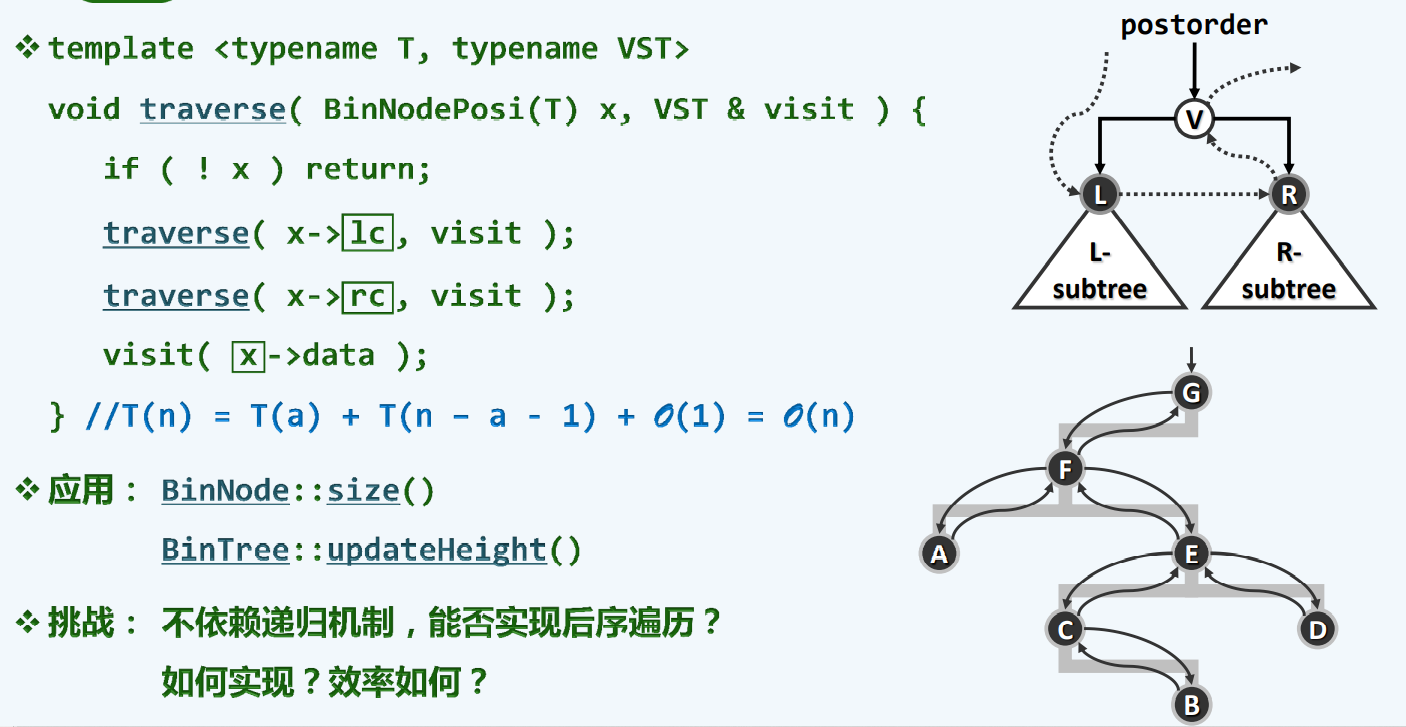 ❖ template <typename T, typename VST>
void traverse( BinNodePosi(T) x, VST & visit ) {
if ( ! x ) return;
traverse( x->lc, visit );
traverse( x->rc, visit );
visit( x->data );
} //T(n) = T(a) + T(n – a - 1) + O(1) = O(n)
❖ 应用： BinNode::size()
BinTree::updateHeight()
❖ 挑战： 不依赖递归机制，能否实现后序遍历？
如何实现？效率如何？
postorder
V
L
R
L-
subtree
R-
subtree
G
F
A
E
C
D
B